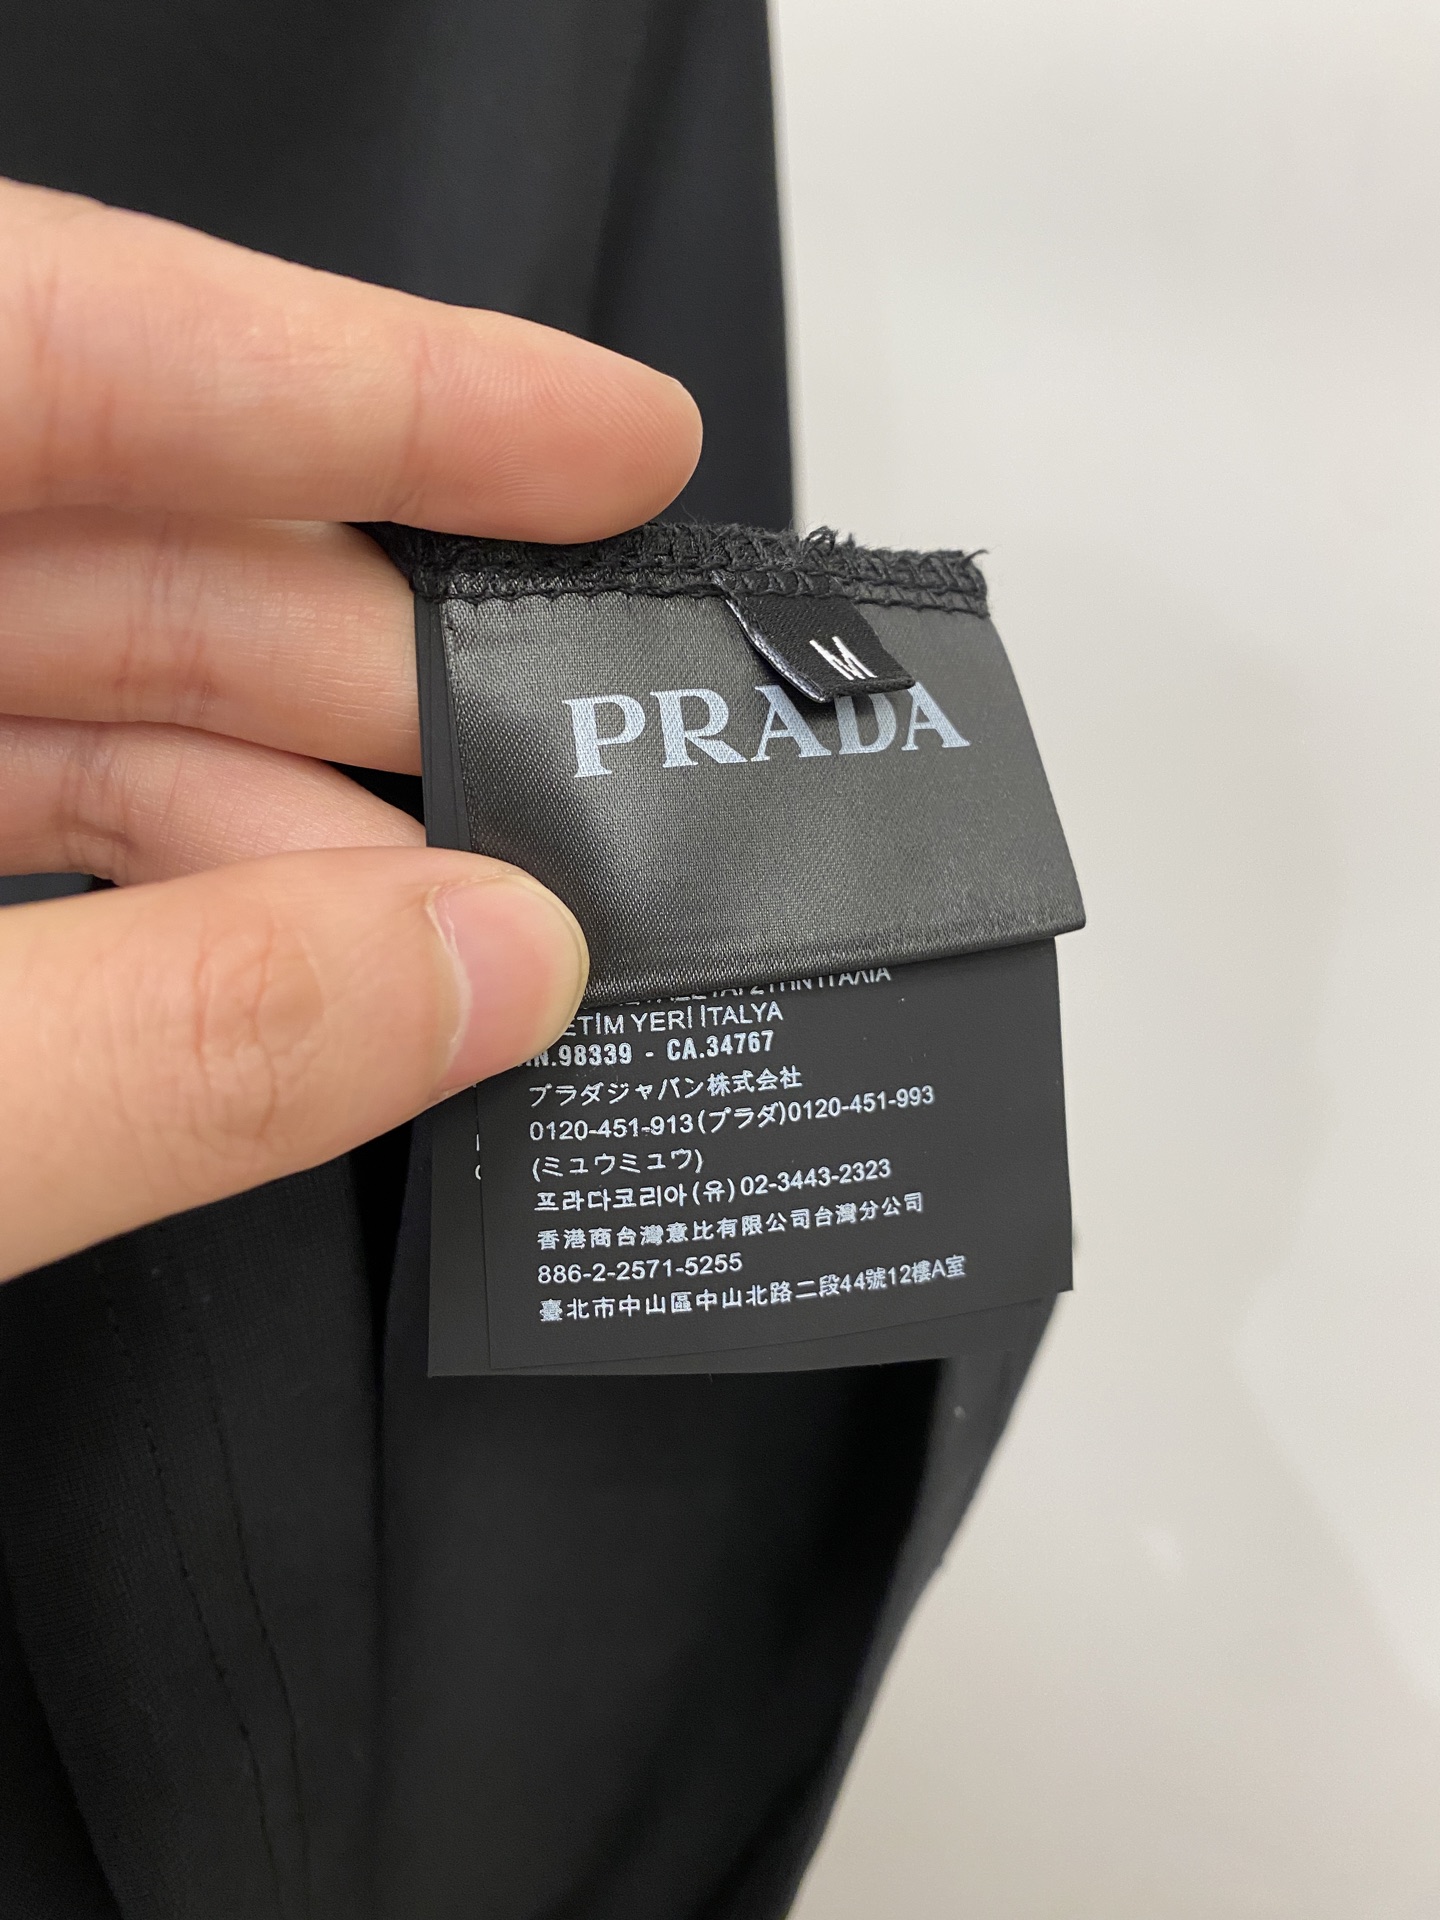 M
PRADA
ΙΤΑΛΙΑ
YERİ İTALYA
98339 - CA.34767
プラダジャパン株式会社
0120-451-913(プラダ)0120-451-993
(ミュウミュウ)
프라다코리아(유)02-3443-2323
香港商台灣意比有限公司台灣分公司
886-2-2571-5255
臺北市中山區中山北路二段44號12樓A室